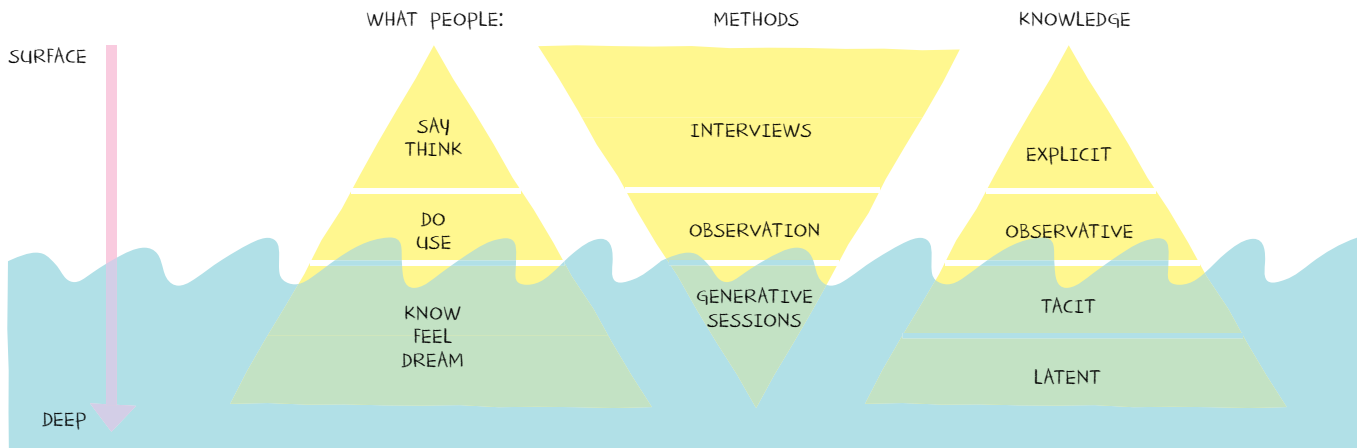 WHAT PEOPLE:
METHODS
KNOWLEDGE
SURFACE
SAY
THINK
INTERVIEWS
EXPLICIT
DO
USE
OBSERVATION
OBSERVATIVE
KNOW
FEEL
DREAM
GENERATIVE
SESSIONS
TACIT
LATENT
DEEP